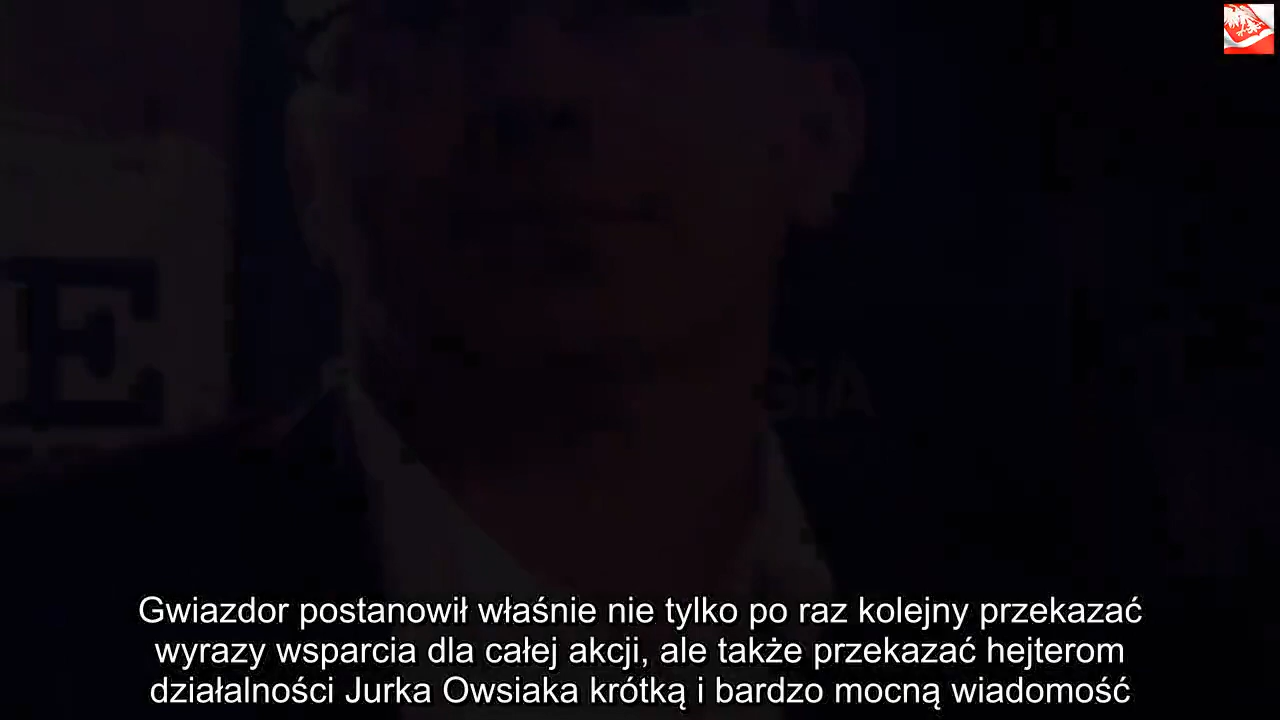 E
GIA
Gwiazdor postanowił właśnie nie tylko po raz kolejny przekazać
wyrazy wsparcia dla całej akcji, ale także przekazać hejterom
działalności Jurka Owsiaka krótką i bardzo mocną wiadomość